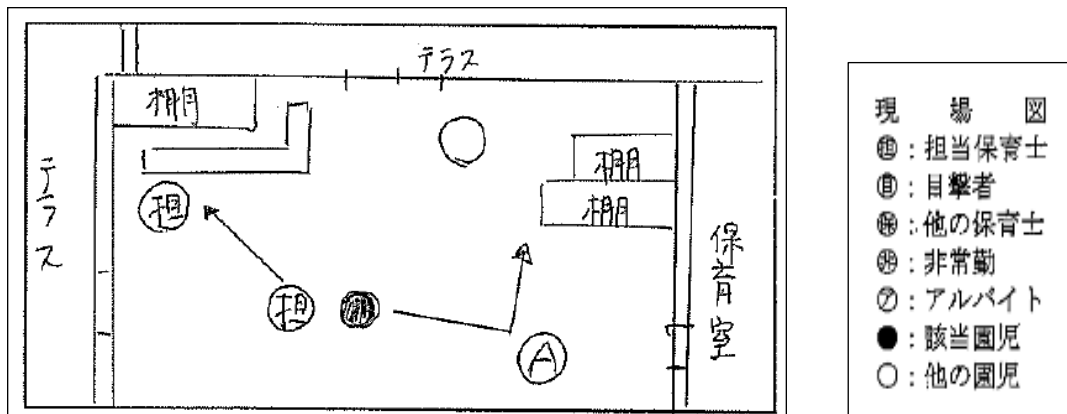 テラス
棚
テラス
棚
棚
担
担
A
保育室
現場図
㊐：担当保育士
目：目撃者
保：他の保育士
非：非常勤
ア：アルバイト
●：該当園児
○：他の園児